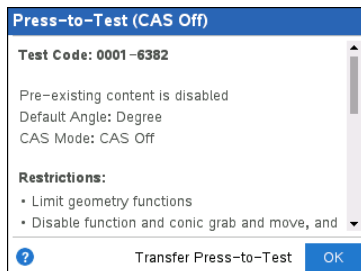 Press-to-Test (CAS Off)
Test Code: 0001-6382
Pre-existing content is disabled
Default Angle: Degree
CAS Mode: CAS Off
Restrictions:
• Limit geometry functions
• Disable function and conic grab and move, and
?
Transfer Press-to-Test
OK